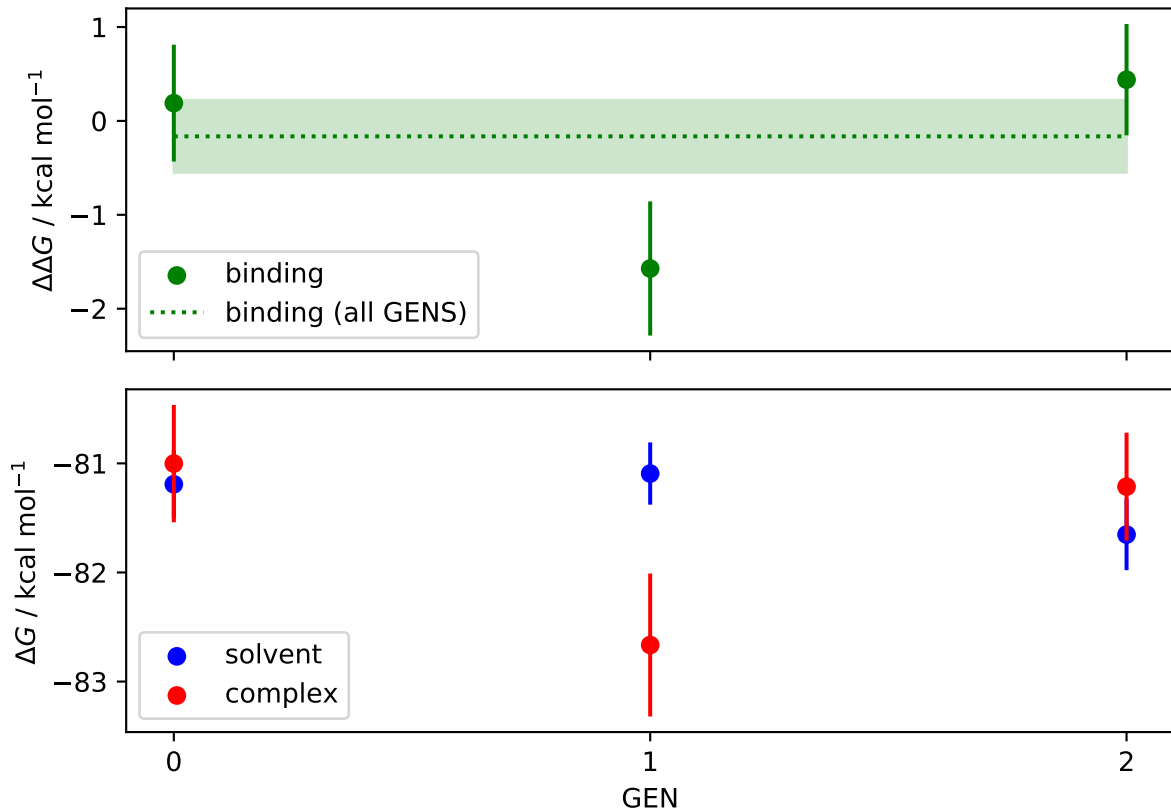 1
0
−1
−2
ΔΔG / kcal mol⁻¹
binding
binding (all GENS)
−81
−82
−83
ΔG / kcal mol⁻¹
solvent
complex
0 1 2
GEN